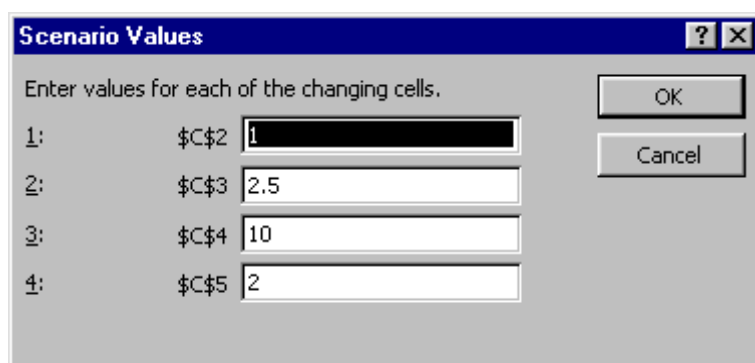 Scenario Values
Enter values for each of the changing cells.
OK
1: $C$2 1
Cancel
2: $C$3 2.5
3: $C$4 10
4: $C$5 2